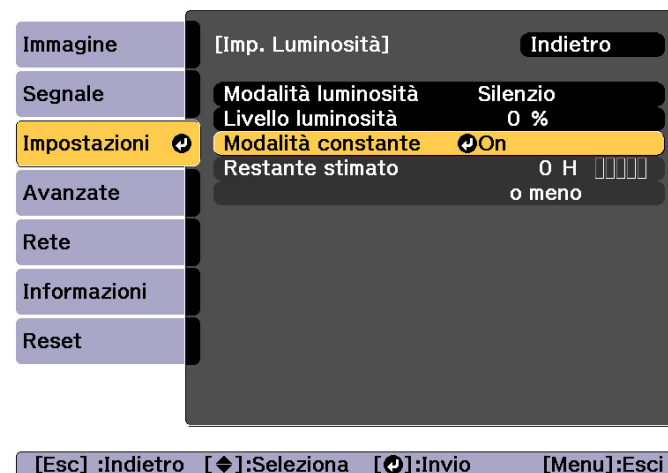 Immagine
Segnale
Impostazioni
Avanzate
Rete
Informazioni
Reset
[Imp. Luminosità]
Indietro
Modalità luminosità Silenzio
Livello luminosità 0 %
Modalità constante On
Restante stimato 0 H
o meno
[Esc] :Indietro [◆]:Seleziona [⏎]:Invio [Menu]:Esci